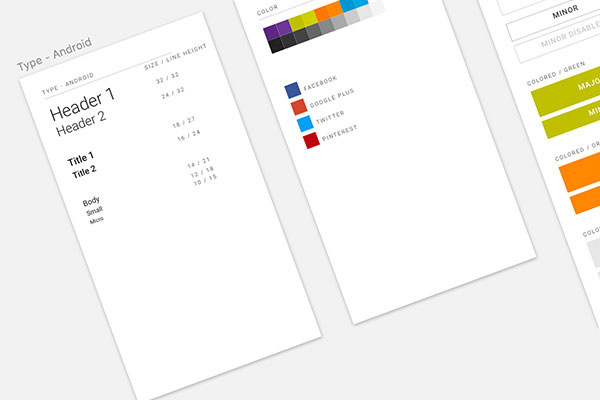 Type - Android
TYPE - ANDROID
SIZE / LINE HEIGHT
Header 1
32 / 32
Header 2
24 / 32
Title 1
18 / 27
Title 2
16 / 24
Body
14 / 21
Small
12 / 18
Micro
10 / 15
COLOR
FACEBOOK
GOOGLE PLUS
TWITTER
PINTEREST
MINOR
MINOR DISABLE
COLORED / GREEN
MAJO
MIN
COLORED / OR
COLO